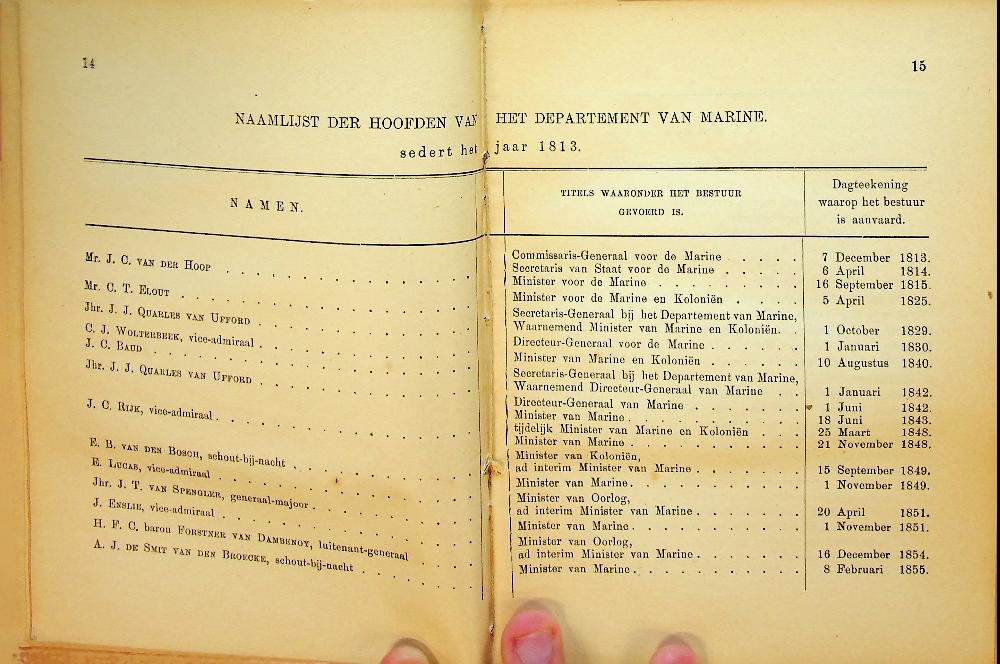 14
15
NAAMLIJST DER HOOFDEN VAN HET DEPARTEMENT VAN MARINE.
sedert het jaar 1813.
NAMEN.
TITELS WAARONDER HET BESTUUR
GEVOERD IS.
Dagteekening
waarop het bestuur
is aanvaard.
Mr. J. C. VAN DER HOOP . . . . . . . . . . . Commissaris-Generaal voor de Marine . . . . . 7 December 1813.
Secretaris van Staat voor de Marine . . . . . 6 April 1814.
Minister voor de Marine . . . . . . . . . 16 September 1815.
Mr. C. T. ELOUT . . . . . . . . . . . . . Minister voor de Marine en Koloniën . . . . 5 April 1825.
Jhr. J. J. QUARLES VAN UFFORD . . . . . . . . . Secretaris-Generaal bij het Departement van Marine,
Waarnemend Minister van Marine en Koloniën. . 1 October 1829.
C. J. WOLTERBEEK, vice-admiraal . . . . . . . . . Directeur-Generaal voor de Marine . . . . . . 1 Januari 1830.
J. C. BAUD . . . . . . . . . . . . . . Minister van Marine en Koloniën . . . . . . 10 Augustus 1840.
Jhr. J. J. QUARLES VAN UFFORD . . . . . . . . . Secretaris-Generaal bij het Departement van Marine,
Waarnemend Directeur-Generaal van Marine . . 1 Januari 1842.
J. C. RIJK, vice-admiraal . . . . . . . . . . . Directeur-Generaal van Marine . . . . . . . 1 Juni 1842.
Minister van Marine . . . . . . . . . . 18 Juni 1843.
tijdelijk Minister van Marine en Koloniën . . . 25 Maart 1848.
Minister van Marine . . . . . . . . . . 21 November 1848.
E. B. VAN DEN BOSCH, schout-bij-nacht . . . . . . . . Minister van Koloniën,
ad interim Minister van Marine . . . . . . . 15 September 1849.
E. LUCAS, vice-admiraal . . . . . . . . . . . Minister van Marine . . . . . . . . . . 1 November 1849.
Jhr. J. T. VAN SPENGLER, generaal-majoor . . . . . . . Minister van Oorlog,
ad interim Minister van Marine . . . . . . . 20 April 1851.
J. ENSLIE, vice-admiraal . . . . . . . . . . . Minister van Marine . . . . . . . . . . 1 November 1851.
H. F. C. baron FORSTNER VAN DAMBENOY, luitenant-generaal . . . . Minister van Oorlog,
ad interim Minister van Marine . . . . . . . 16 December 1854.
A. J. DE SMIT VAN DEN BROECKE, schout-bij-nacht . . . . . . Minister van Marine . . . . . . . . . . 8 Februari 1855.